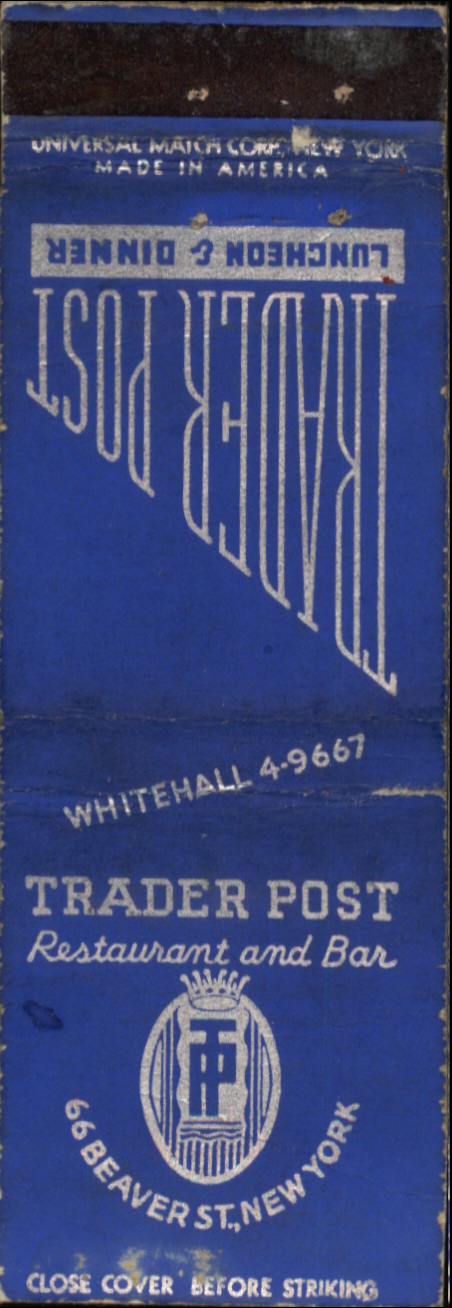 UNIVERSAL MATCH CORP., NEW YORK
MADE IN AMERICA
LUNCHEON & DINNER
TRADER POST
WHITEHALL 4-9667
TRADER POST
Restaurant and Bar
TP
66 BEAVER ST., NEW YORK
CLOSE COVER BEFORE STRIKING